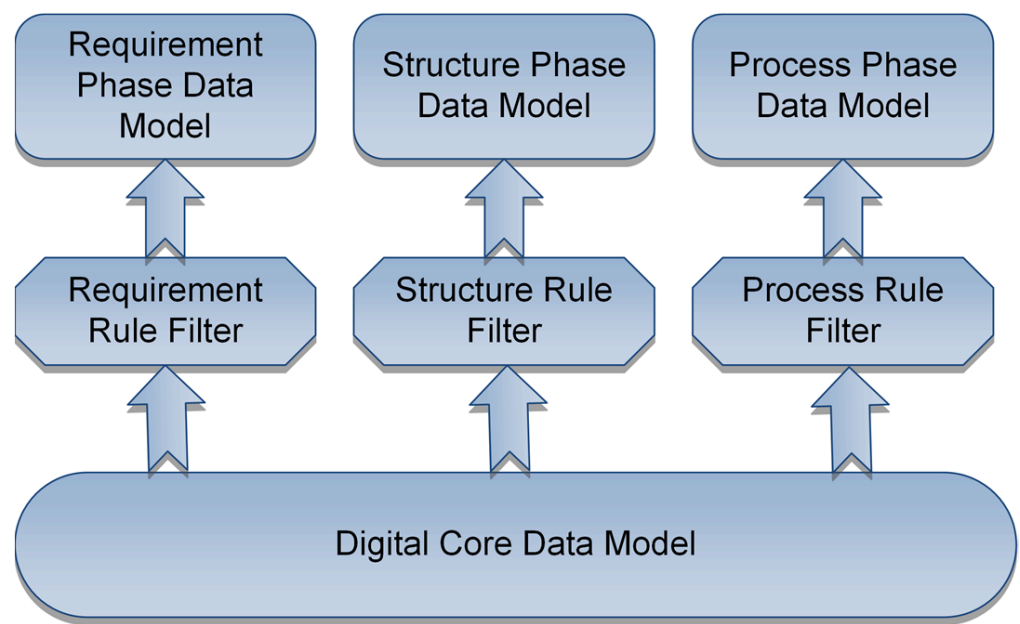 Requirement
Phase Data
Model
Structure Phase
Data Model
Process Phase
Data Model
Requirement
Rule Filter
Structure Rule
Filter
Process Rule
Filter
Digital Core Data Model